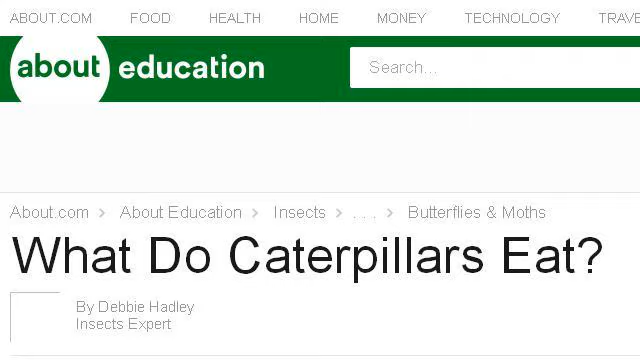 ABOUT.COM FOOD HEALTH HOME MONEY TECHNOLOGY TRAVE
about education Search...
About.com > About Education > Insects > . . . > Butterflies & Moths
What Do Caterpillars Eat?
By Debbie Hadley
Insects Expert